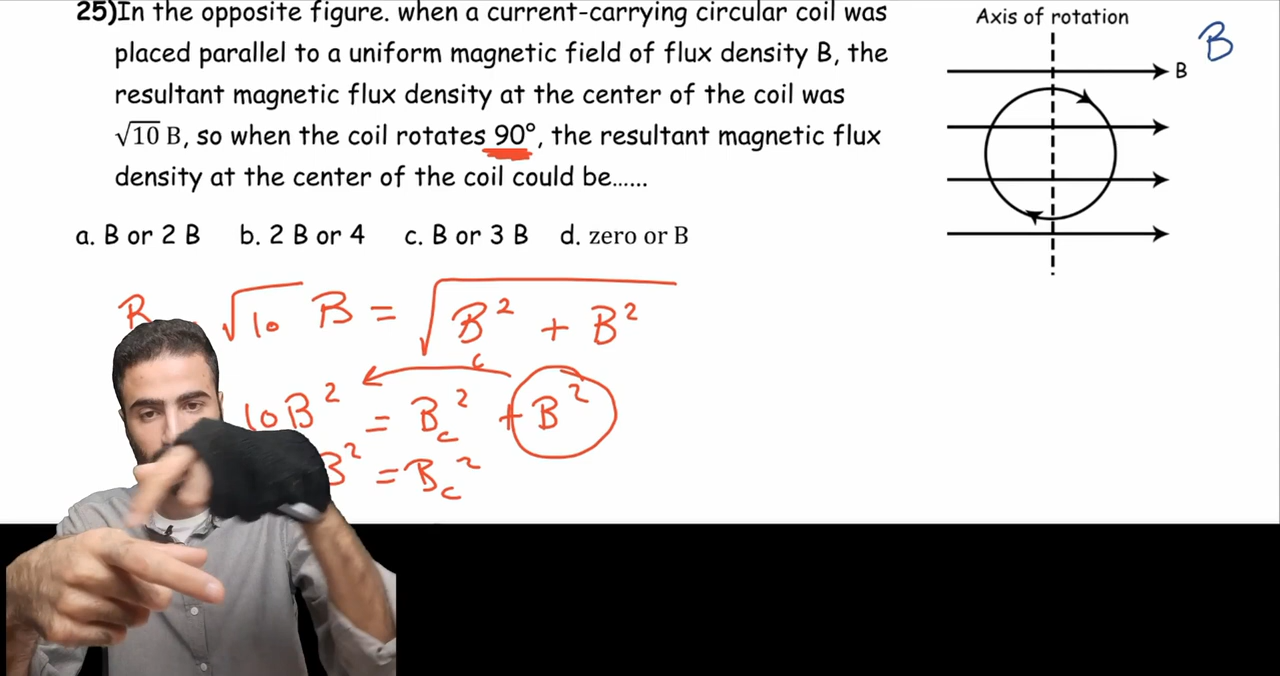 25)In the opposite figure. when a current-carrying circular coil was
placed parallel to a uniform magnetic field of flux density B, the
resultant magnetic flux density at the center of the coil was
√10 B, so when the coil rotates 90°, the resultant magnetic flux
density at the center of the coil could be......
a. B or 2 B b. 2 B or 4 c. B or 3 B d. zero or B
Axis of rotation
B
B
√10 B = √B_c² + B²
10B² = B_c² + B²
B² = B_c²